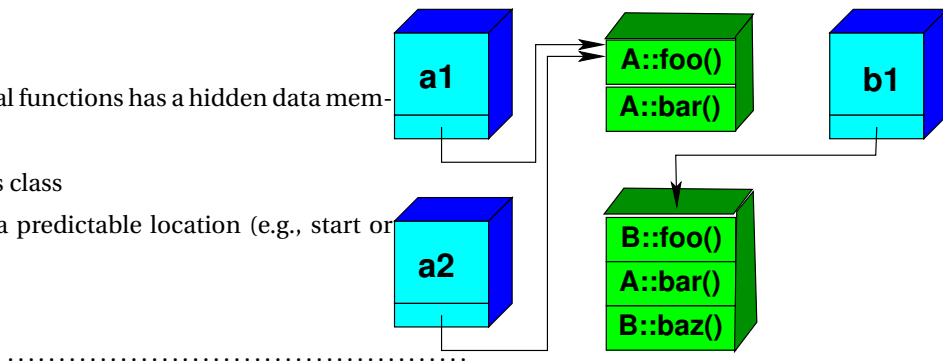 al functions has a hidden data mem-
s class
a predictable location (e.g., start or
a1
A::foo()
A::bar()
b1
a2
B::foo()
A::bar()
B::baz()